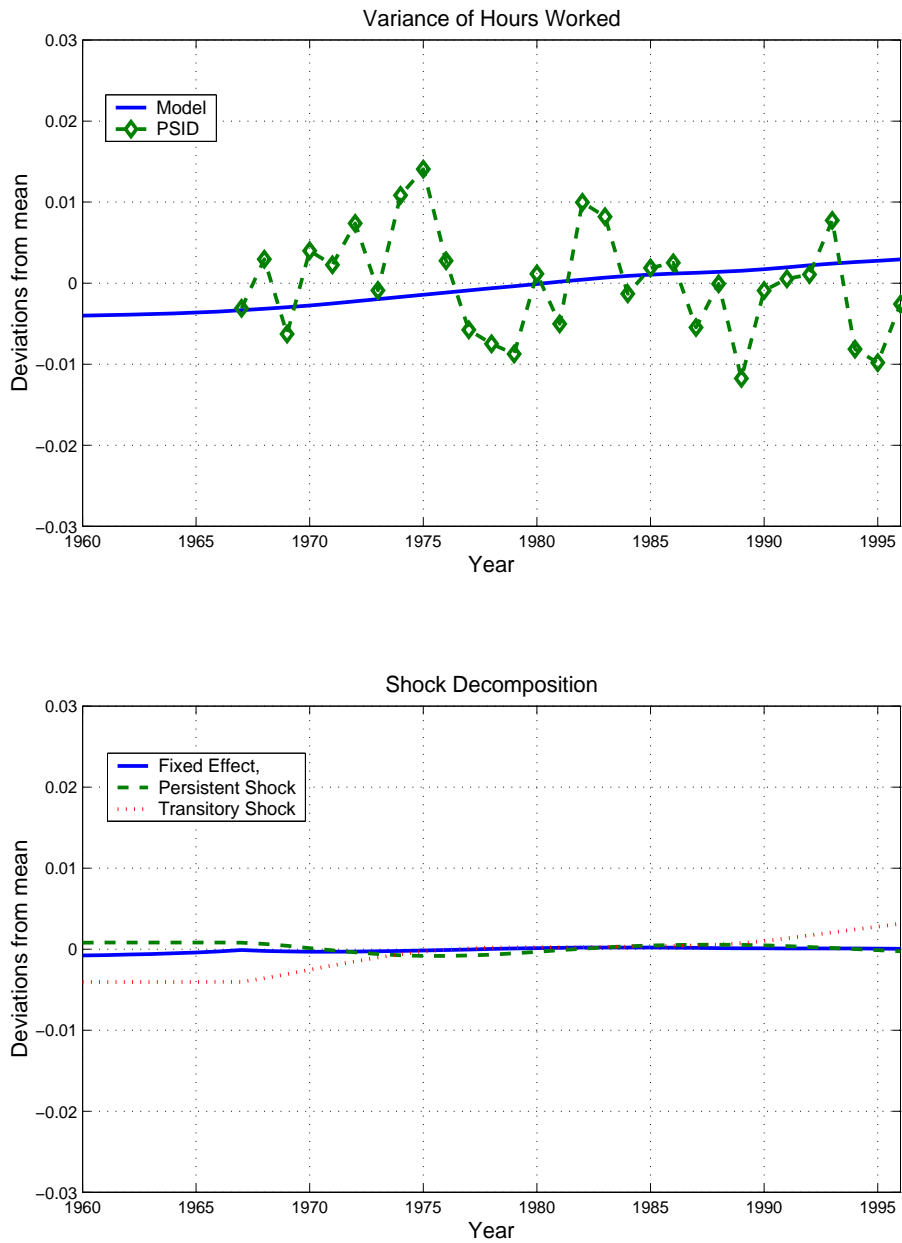 Variance of Hours Worked
0.03
0.02
0.01
0
−0.01
−0.02
−0.03
Deviations from mean
Model
PSID
1960 1965 1970 1975 1980 1985 1990 1995
Year
Shock Decomposition
0.03
0.02
0.01
0
−0.01
−0.02
−0.03
Deviations from mean
Fixed Effect,
Persistent Shock
Transitory Shock
1960 1965 1970 1975 1980 1985 1990 1995
Year